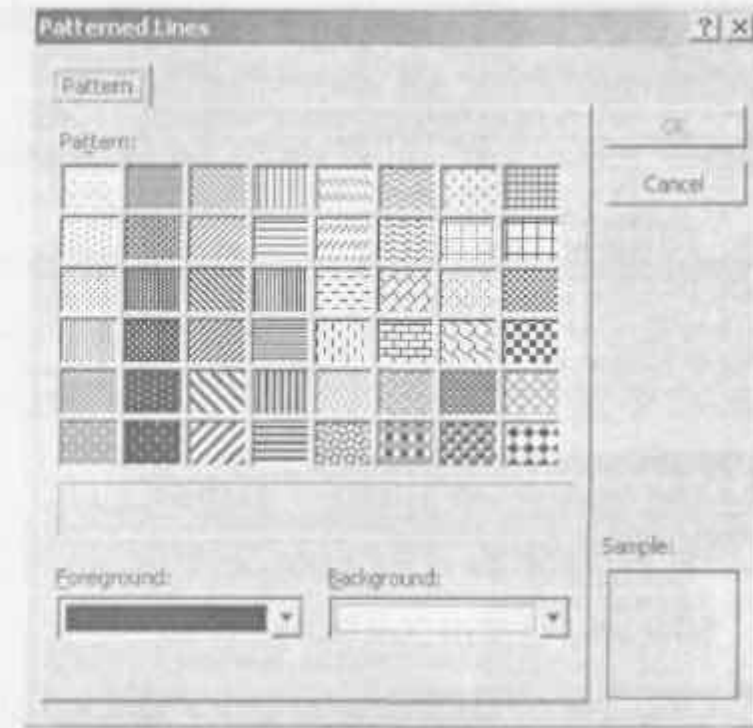 Patterned Lines
Pattern
Pattern:
OK
Cancel
Sample:
Foreground:
Background: